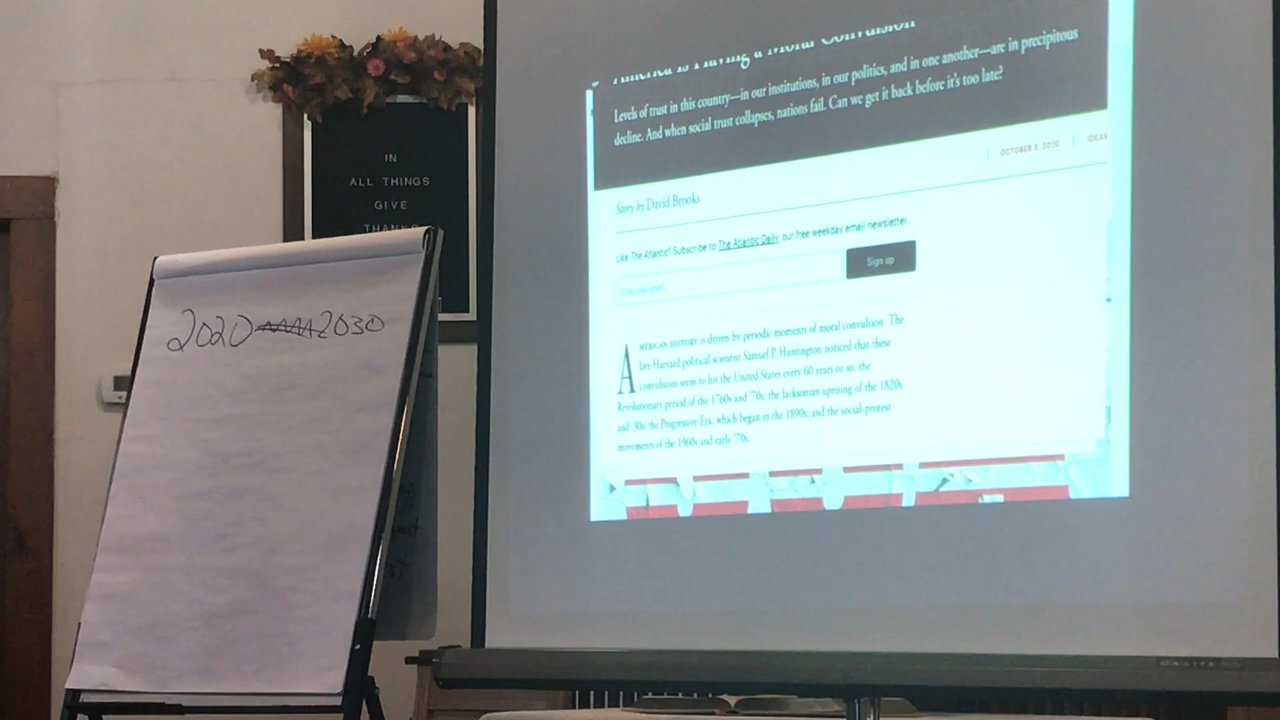 IN
ALL THINGS
GIVE
THANKS
2020 2030
America Is Having a Moral Convulsion
Levels of trust in this country—in our institutions, in our politics, and in one another—are in precipitous
decline. And when social trust collapses, nations fail. Can we get it back before it's too late?
OCTOBER 5, 2020 | IDEAS
Story by David Brooks
Like The Atlantic? Subscribe to The Atlantic Daily, our free weekday email newsletter.
Sign up
AMERICAN HISTORY is driven by periodic moments of moral convulsion. The
late Harvard political scientist Samuel P. Huntington noticed that these
convulsions seem to hit the United States every 60 years or so: the
Revolutionary period of the 1760s and '70s; the Jacksonian uprising of the 1820s
and '30s; the Progressive Era, which began in the 1890s; and the social-protest
movements of the 1960s and early '70s.
DA-LITE